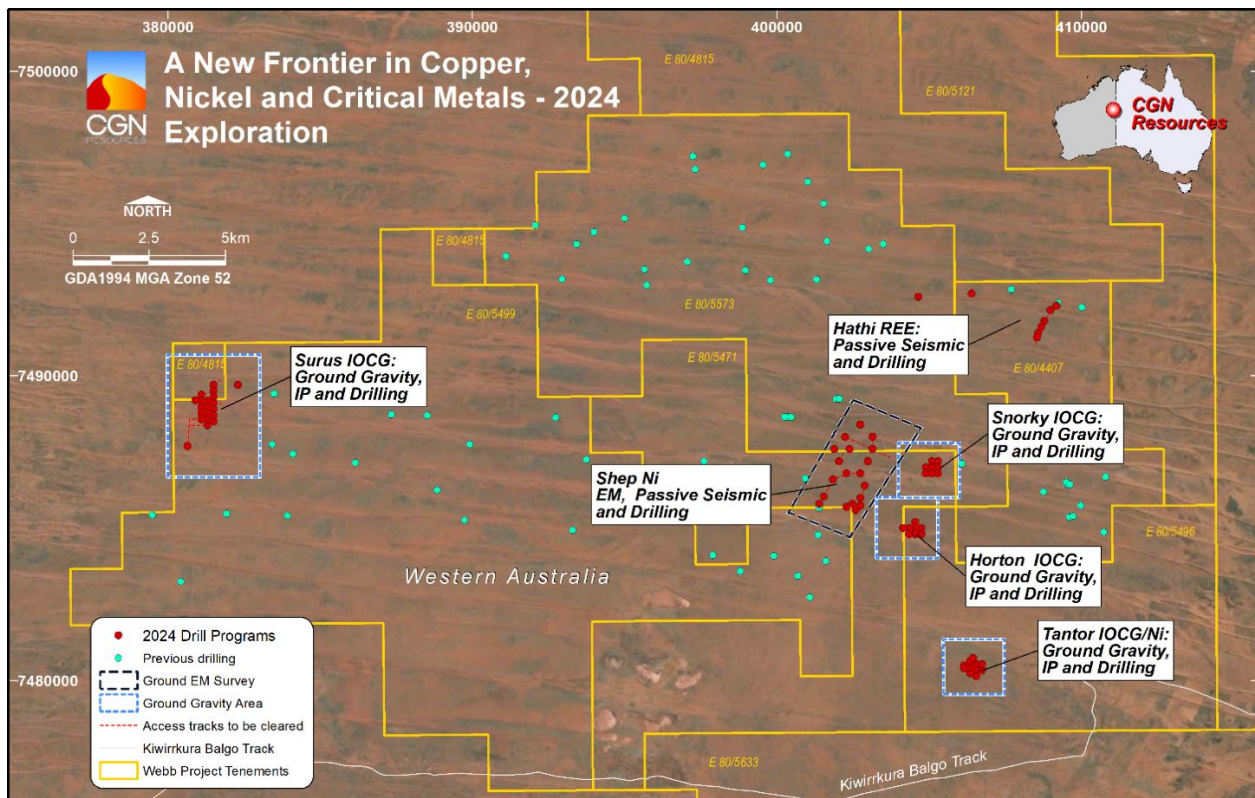 380000
390000
400000
410000
7500000
7490000
7480000
CGN
RESOURCES
A New Frontier in Copper,
Nickel and Critical Metals - 2024
Exploration
NORTH
0 2.5 5km
GDA1994 MGA Zone 52
E 80/4815
E 80/5121
CGN
Resources
E 80/4815
E 80/5499
E 80/5573
E 80/5471
E 80/4815
E 80/4407
E 80/5496
E 80/5633
Hathi REE:
Passive Seismic
and Drilling
Surus IOCG:
Ground Gravity,
IP and Drilling
Snorky IOCG:
Ground Gravity,
IP and Drilling
Shep Ni
EM, Passive Seismic
and Drilling
Horton IOCG:
Ground Gravity,
IP and Drilling
Tantor IOCG/Ni:
Ground Gravity,
IP and Drilling
Western Australia
Kiwirrkura Balgo Track
2024 Drill Programs
Previous drilling
Ground EM Survey
Ground Gravity Area
Access tracks to be cleared
Kiwirrkura Balgo Track
Webb Project Tenements